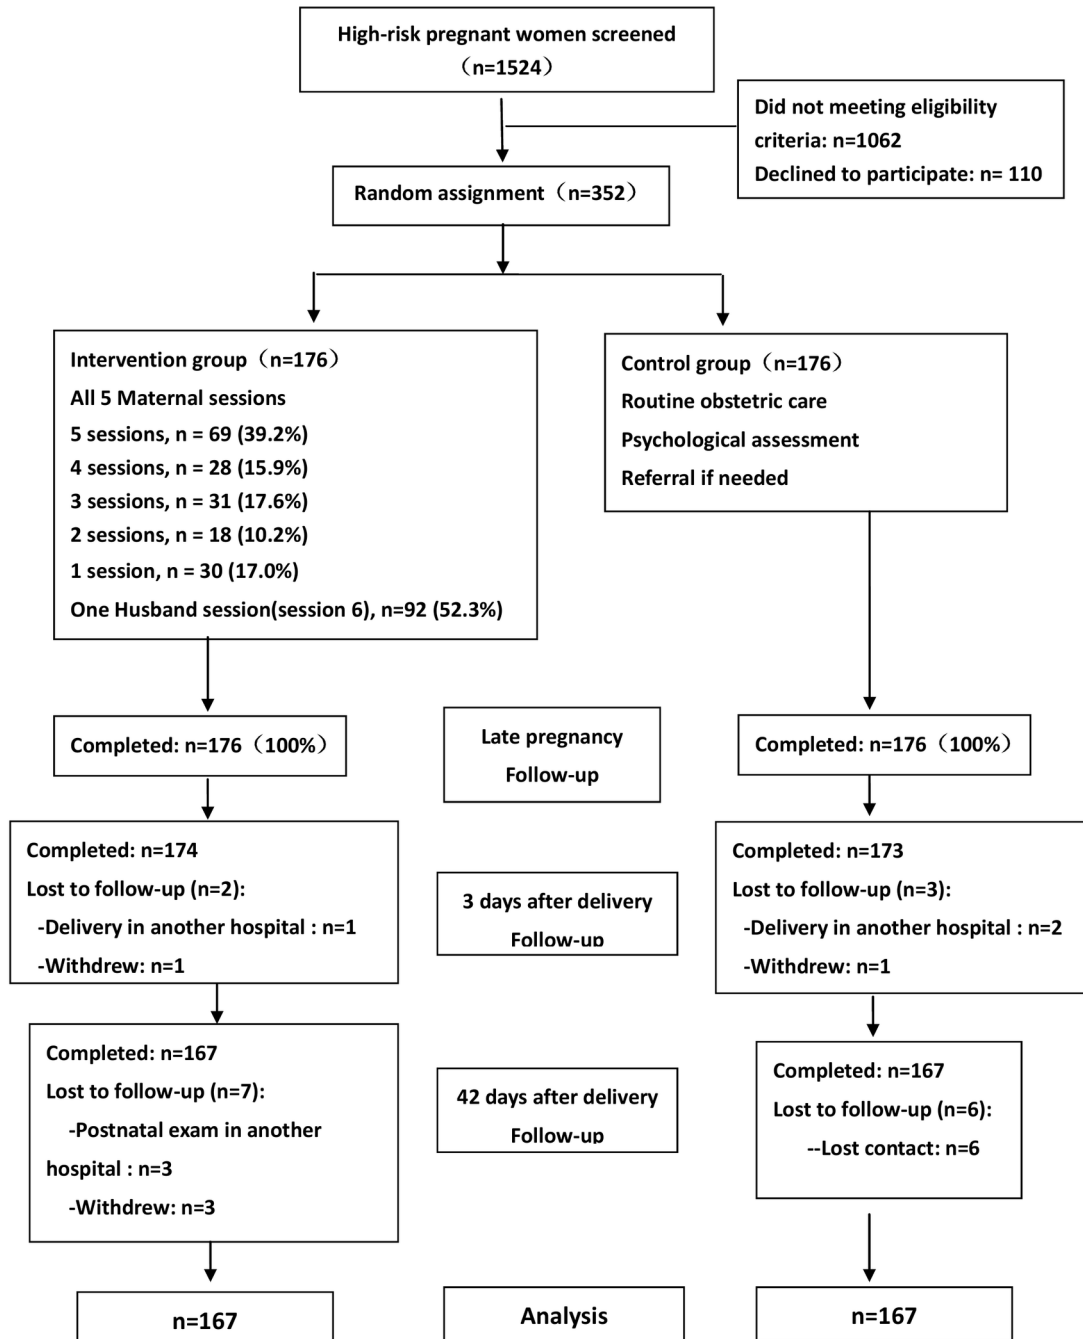 High-risk pregnant women screened
（n=1524）
Did not meeting eligibility
criteria: n=1062
Declined to participate: n= 110
Random assignment（n=352）
Intervention group（n=176）
All 5 Maternal sessions
5 sessions, n = 69 (39.2%)
4 sessions, n = 28 (15.9%)
3 sessions, n = 31 (17.6%)
2 sessions, n = 18 (10.2%)
1 session, n = 30 (17.0%)
One Husband session(session 6), n=92 (52.3%)
Control group（n=176）
Routine obstetric care
Psychological assessment
Referral if needed
Completed: n=176（100%）
Late pregnancy
Follow-up
Completed: n=176（100%）
Completed: n=174
Lost to follow-up (n=2):
-Delivery in another hospital : n=1
-Withdrew: n=1
3 days after delivery
Follow-up
Completed: n=173
Lost to follow-up (n=3):
-Delivery in another hospital : n=2
-Withdrew: n=1
Completed: n=167
Lost to follow-up (n=7):
-Postnatal exam in another
hospital : n=3
-Withdrew: n=3
42 days after delivery
Follow-up
Completed: n=167
Lost to follow-up (n=6):
--Lost contact: n=6
n=167
Analysis
n=167